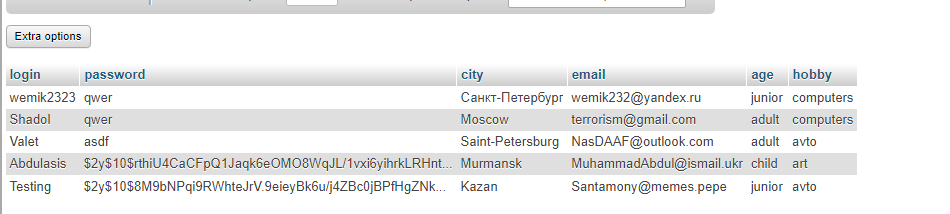 Extra options
login password city email age hobby
wemik2323 qwer Санкт-Петербург wemik232@yandex.ru junior computers
Shadol qwer Moscow terrorism@gmail.com adult computers
Valet asdf Saint-Petersburg NasDAAF@outlook.com adult avto
Abdulasis $2y$10$rthiU4CaCFpQ1Jaqk6eOMO8WqJL/1vxi6yihrkLRHnt... Murmansk MuhammadAbdul@ismail.ukr child art
Testing $2y$10$8M9bNPqi9RWhteJrV.9eieyBk6u/j4ZBc0jBPfHgZNk... Kazan Santamony@memes.pepe junior avto